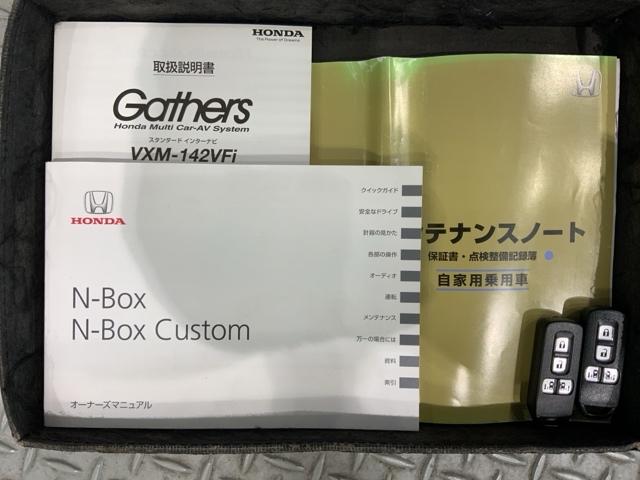 HONDA
The Power of Dreams
取扱説明書
Gathers
Honda Multi Car-AV System
スタンダード インターナビ
VXM-142VFi
HONDA
N-Box
N-Box Custom
オーナーズマニュアル
クイックガイド
安全なドライブ
計器の見かた
各部の操作
オーディオ
運転
メンテナンス
万一の場合には
資料
索引
テナンスノート
保証書・点検整備記録簿
自家用乗用車